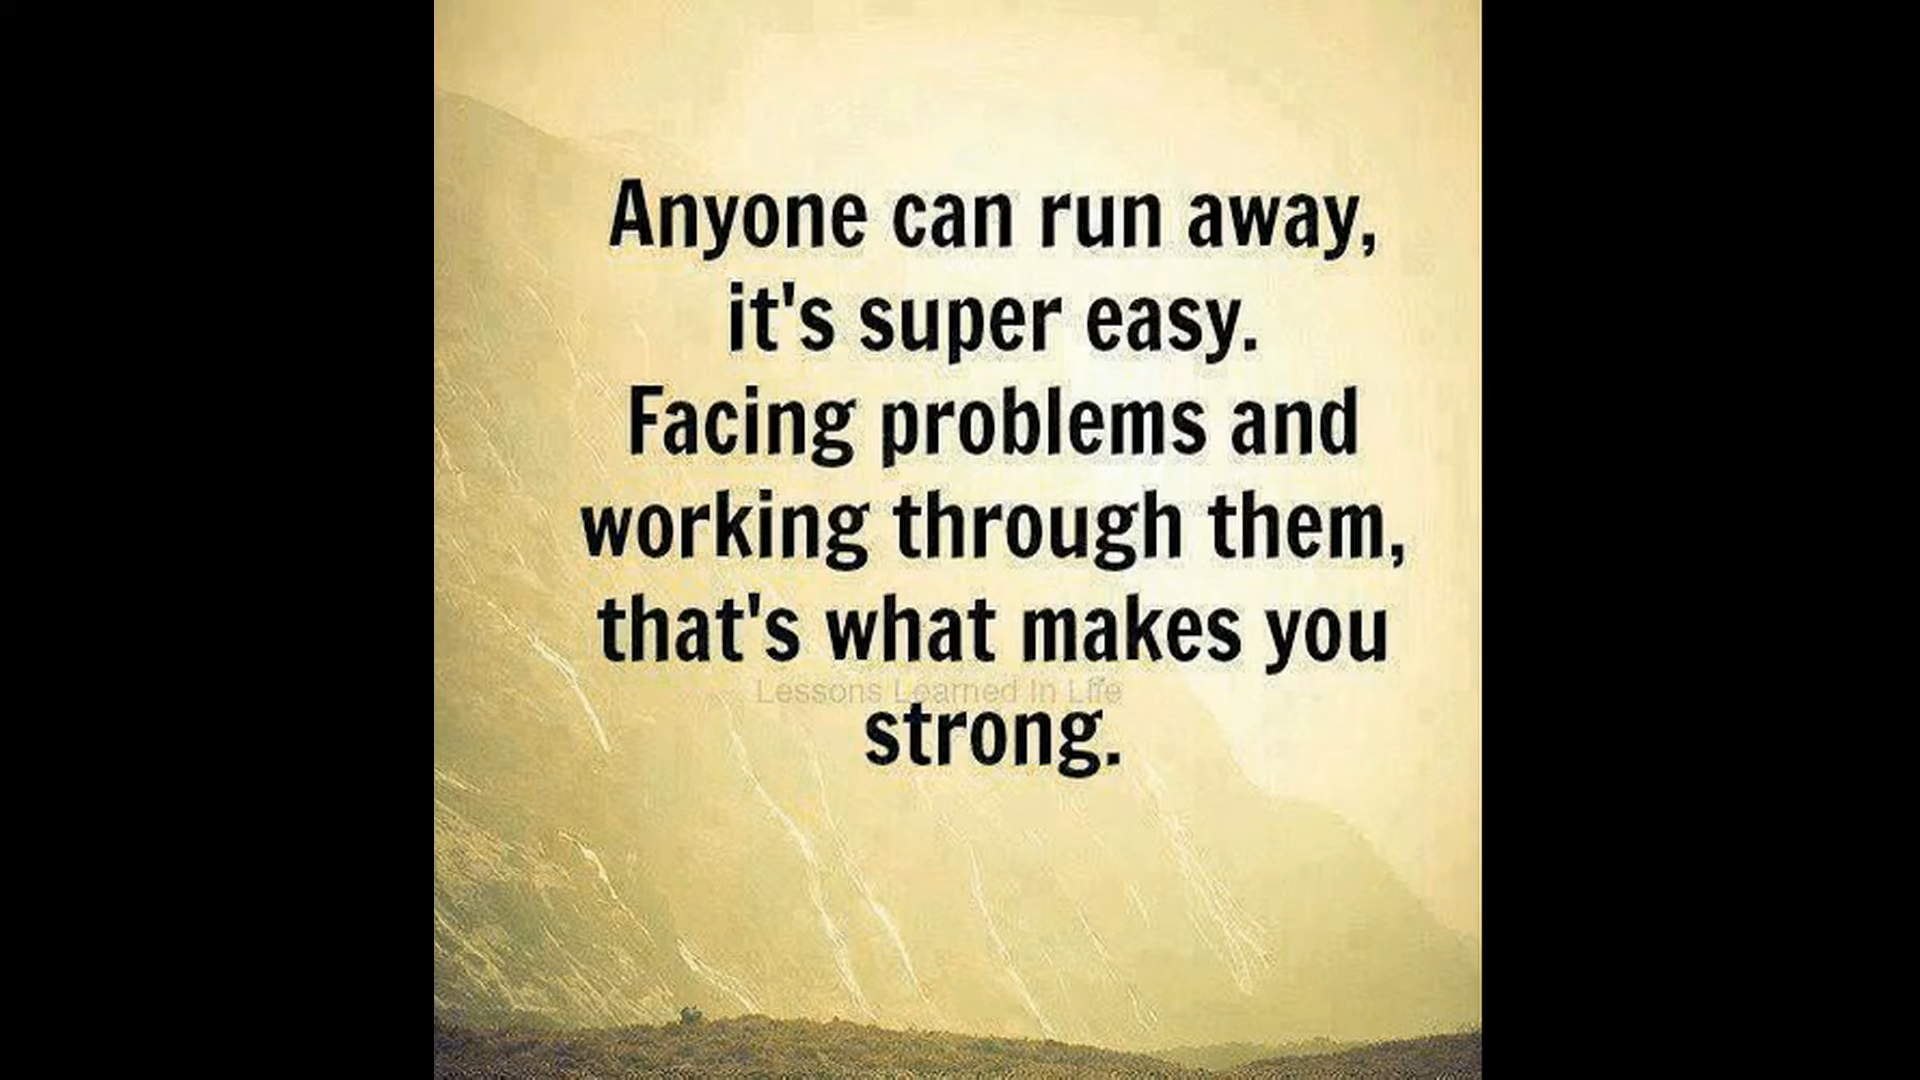 Anyone can run away,
it's super easy.
Facing problems and
working through them,
that's what makes you
Lessons Learned In Life
strong.